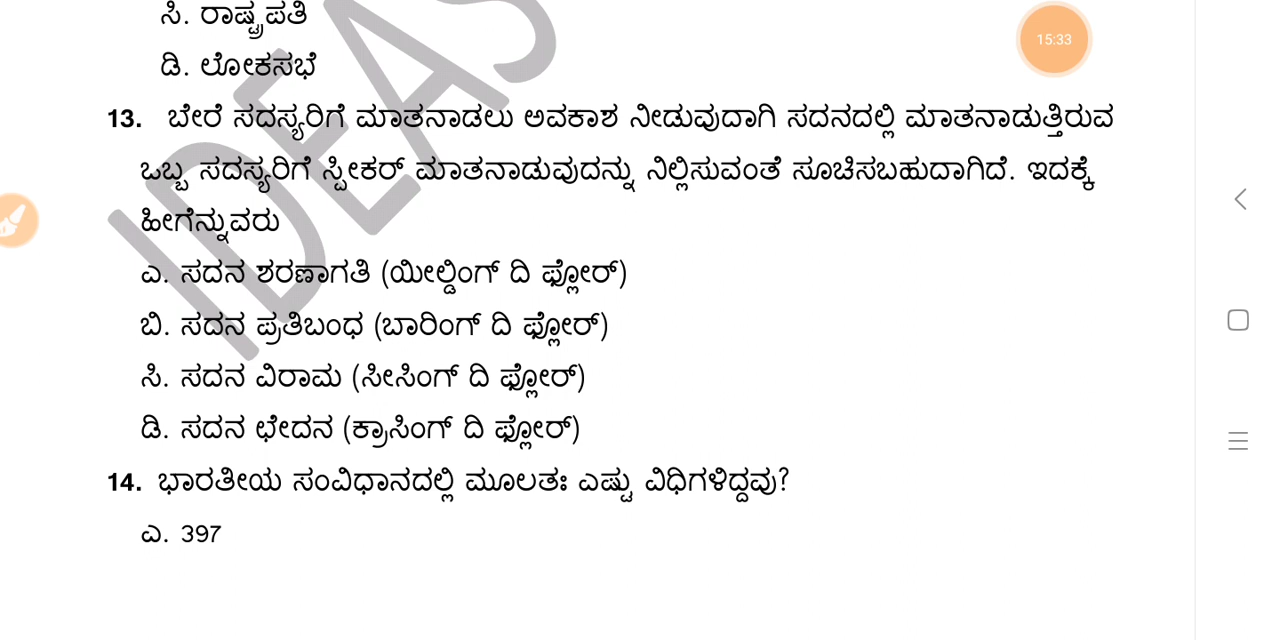 ಸಿ. ರಾಷ್ಟ್ರಪತಿ
15:33
ಡಿ. ಲೋಕಸಭೆ
13. ಬೇರೆ ಸದಸ್ಯರಿಗೆ ಮಾತನಾಡಲು ಅವಕಾಶ ನೀಡುವುದಾಗಿ ಸದನದಲ್ಲಿ ಮಾತನಾಡುತ್ತಿರುವ
ಒಬ್ಬ ಸದಸ್ಯರಿಗೆ ಸ್ಪೀಕರ್ ಮಾತನಾಡುವುದನ್ನು ನಿಲ್ಲಿಸುವಂತೆ ಸೂಚಿಸಬಹುದಾಗಿದೆ. ಇದಕ್ಕೆ
ಹೀಗೆನ್ನುವರು
ಎ. ಸದನ ಶರಣಾಗತಿ (ಯೀಲ್ಡಿಂಗ್ ದಿ ಫ್ಲೋರ್)
ಬಿ. ಸದನ ಪ್ರತಿಬಂಧ (ಬಾರಿಂಗ್ ದಿ ಫ್ಲೋರ್)
ಸಿ. ಸದನ ವಿರಾಮ (ಸೀಸಿಂಗ್ ದಿ ಫ್ಲೋರ್)
ಡಿ. ಸದನ ಛೇದನ (ಕ್ರಾಸಿಂಗ್ ದಿ ಫ್ಲೋರ್)
14. ಭಾರತೀಯ ಸಂವಿಧಾನದಲ್ಲಿ ಮೂಲತಃ ಎಷ್ಟು ವಿಧಿಗಳಿದ್ದವು?
ಎ. 397
IDEAS